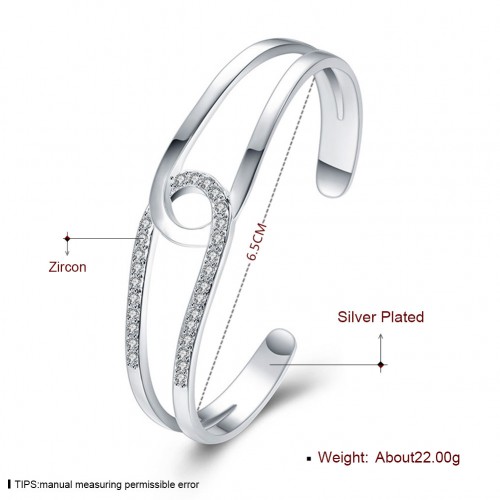 6.5CM
Zircon
Silver Plated
Weight: About22.00g
TIPS:manual measuring permissible error